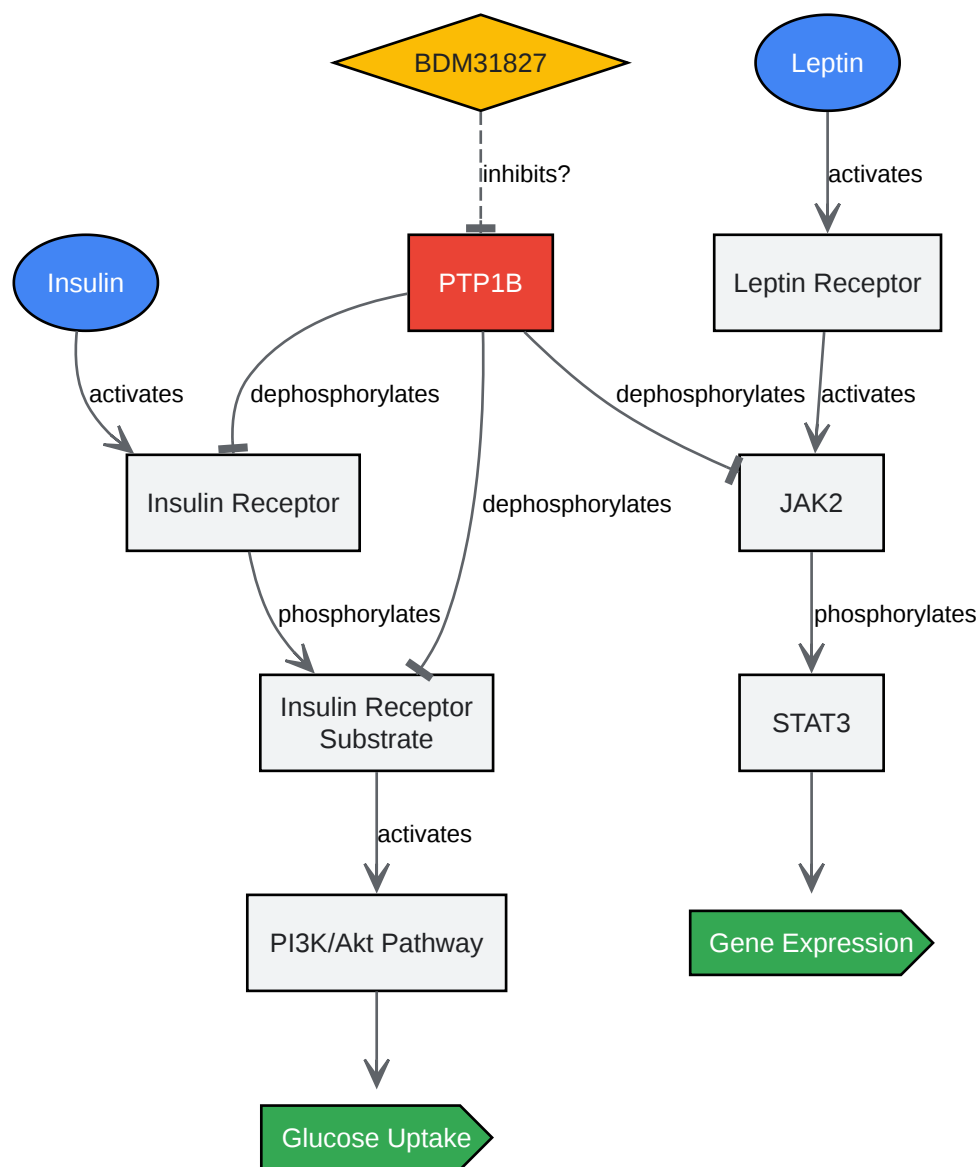 BDM31827
Leptin
inhibits?
activates
Insulin
PTP1B
Leptin Receptor
activates
dephosphorylates
dephosphorylates
activates
Insulin Receptor
dephosphorylates
JAK2
phosphorylates
phosphorylates
Insulin Receptor
Substrate
STAT3
activates
PI3K/Akt Pathway
Gene Expression
Glucose Uptake